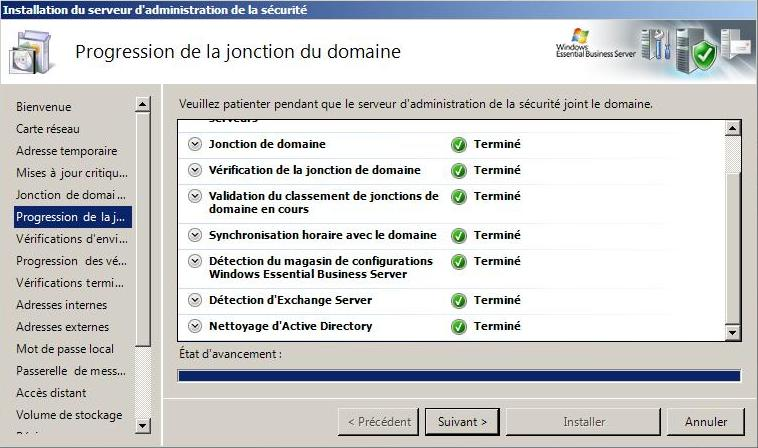 Installation du serveur d'administration de la sécurité
Progression de la jonction du domaine
Windows
Essential Business Server
Bienvenue
Carte réseau
Adresse temporaire
Mises à jour critiqu...
Jonction de domai...
Progression de la j...
Vérifications d'envi...
Progression des vé...
Vérifications termi...
Adresses internes
Adresses externes
Mot de passe local
Passerelle de mess...
Accès distant
Volume de stockage
Veuillez patienter pendant que le serveur d'administration de la sécurité joint le domaine.
serveurs
Jonction de domaine Terminé
Vérification de la jonction de domaine Terminé
Validation du classement de jonctions de Terminé
domaine en cours
Synchronisation horaire avec le domaine Terminé
Détection du magasin de configurations Terminé
Windows Essential Business Server
Détection d'Exchange Server Terminé
Nettoyage d'Active Directory Terminé
État d'avancement :
< Précédent
Suivant >
Installer
Annuler